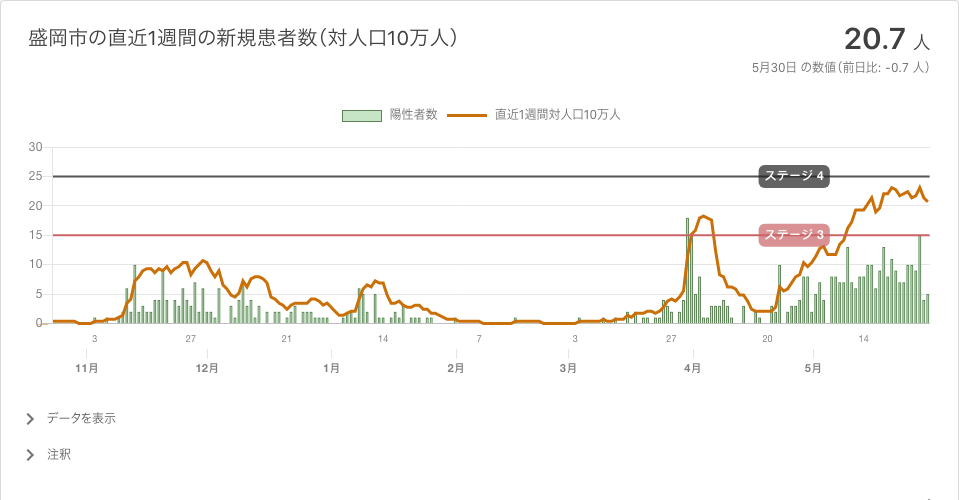 盛岡市の直近1週間の新規患者数（対人口10万人）
20.7 人
5月30日 の数値（前日比: -0.7 人）
陽性者数
直近1週間対人口10万人
30
25
20
15
10
5
0
ステージ 4
ステージ 3
3 27 21 14 7 3 27 20 14
11月 12月 1月 2月 3月 4月 5月
データを表示
注釈